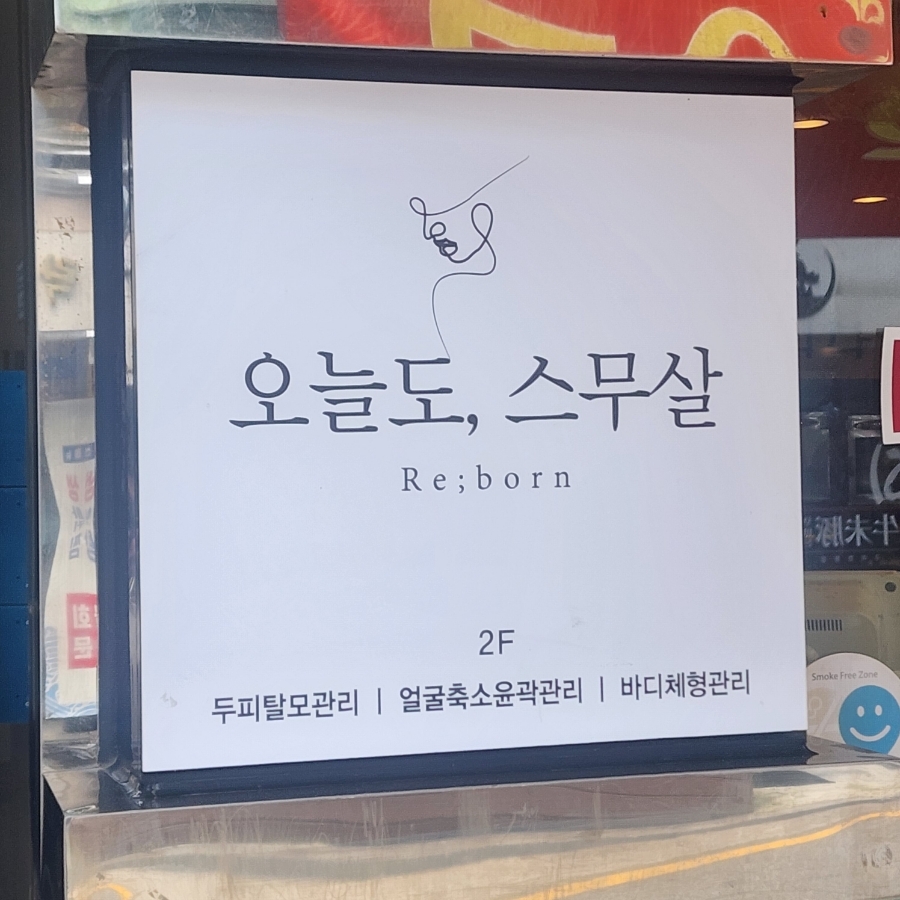 오늘도, 스무살
Re;born
2F
두피탈모관리 | 얼굴축소윤곽관리 | 바디체형관리
Smoke Free Zone